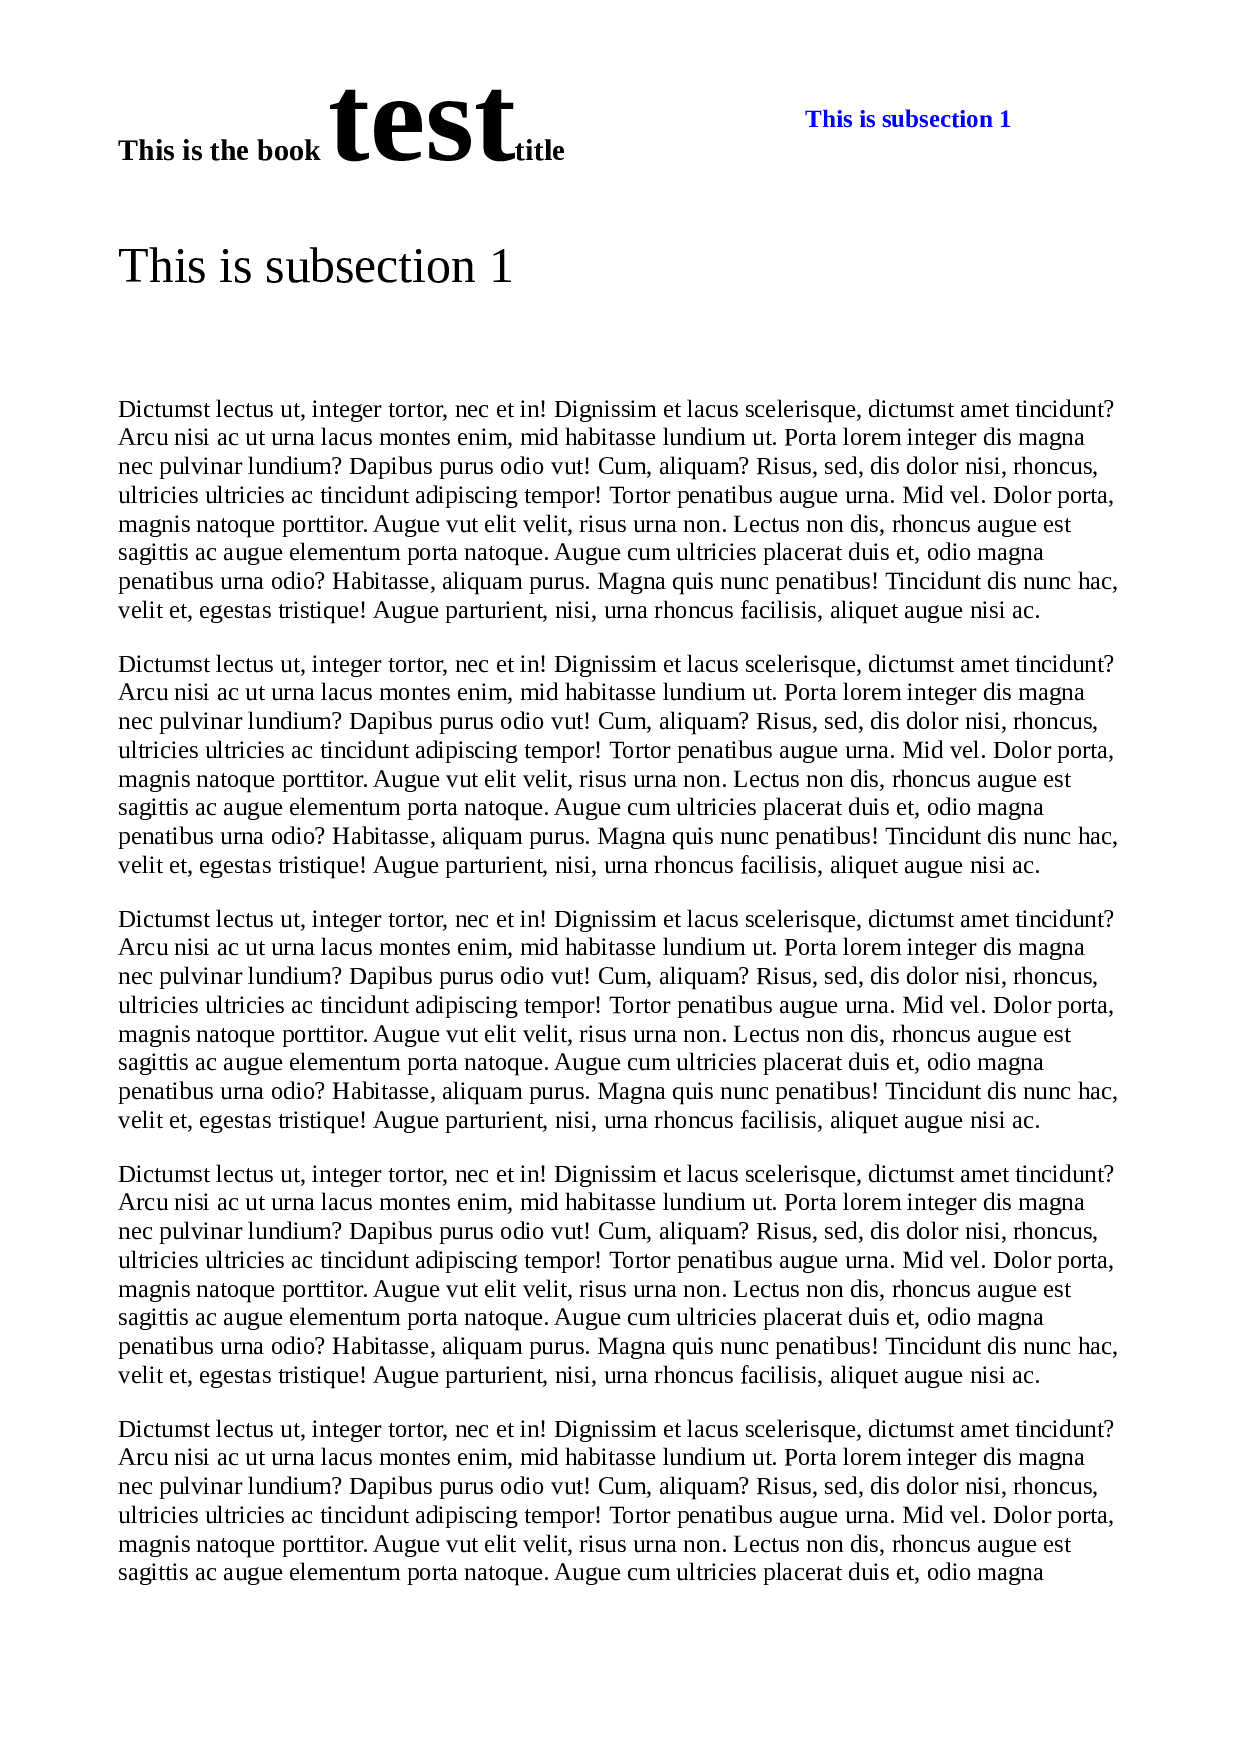 This is the book testtitle
This is subsection 1
This is subsection 1
Dictumst lectus ut, integer tortor, nec et in! Dignissim et lacus scelerisque, dictumst amet tincidunt?
Arcu nisi ac ut urna lacus montes enim, mid habitasse lundium ut. Porta lorem integer dis magna
nec pulvinar lundium? Dapibus purus odio vut! Cum, aliquam? Risus, sed, dis dolor nisi, rhoncus,
ultricies ultricies ac tincidunt adipiscing tempor! Tortor penatibus augue urna. Mid vel. Dolor porta,
magnis natoque porttitor. Augue vut elit velit, risus urna non. Lectus non dis, rhoncus augue est
sagittis ac augue elementum porta natoque. Augue cum ultricies placerat duis et, odio magna
penatibus urna odio? Habitasse, aliquam purus. Magna quis nunc penatibus! Tincidunt dis nunc hac,
velit et, egestas tristique! Augue parturient, nisi, urna rhoncus facilisis, aliquet augue nisi ac.
Dictumst lectus ut, integer tortor, nec et in! Dignissim et lacus scelerisque, dictumst amet tincidunt?
Arcu nisi ac ut urna lacus montes enim, mid habitasse lundium ut. Porta lorem integer dis magna
nec pulvinar lundium? Dapibus purus odio vut! Cum, aliquam? Risus, sed, dis dolor nisi, rhoncus,
ultricies ultricies ac tincidunt adipiscing tempor! Tortor penatibus augue urna. Mid vel. Dolor porta,
magnis natoque porttitor. Augue vut elit velit, risus urna non. Lectus non dis, rhoncus augue est
sagittis ac augue elementum porta natoque. Augue cum ultricies placerat duis et, odio magna
penatibus urna odio? Habitasse, aliquam purus. Magna quis nunc penatibus! Tincidunt dis nunc hac,
velit et, egestas tristique! Augue parturient, nisi, urna rhoncus facilisis, aliquet augue nisi ac.
Dictumst lectus ut, integer tortor, nec et in! Dignissim et lacus scelerisque, dictumst amet tincidunt?
Arcu nisi ac ut urna lacus montes enim, mid habitasse lundium ut. Porta lorem integer dis magna
nec pulvinar lundium? Dapibus purus odio vut! Cum, aliquam? Risus, sed, dis dolor nisi, rhoncus,
ultricies ultricies ac tincidunt adipiscing tempor! Tortor penatibus augue urna. Mid vel. Dolor porta,
magnis natoque porttitor. Augue vut elit velit, risus urna non. Lectus non dis, rhoncus augue est
sagittis ac augue elementum porta natoque. Augue cum ultricies placerat duis et, odio magna
penatibus urna odio? Habitasse, aliquam purus. Magna quis nunc penatibus! Tincidunt dis nunc hac,
velit et, egestas tristique! Augue parturient, nisi, urna rhoncus facilisis, aliquet augue nisi ac.
Dictumst lectus ut, integer tortor, nec et in! Dignissim et lacus scelerisque, dictumst amet tincidunt?
Arcu nisi ac ut urna lacus montes enim, mid habitasse lundium ut. Porta lorem integer dis magna
nec pulvinar lundium? Dapibus purus odio vut! Cum, aliquam? Risus, sed, dis dolor nisi, rhoncus,
ultricies ultricies ac tincidunt adipiscing tempor! Tortor penatibus augue urna. Mid vel. Dolor porta,
magnis natoque porttitor. Augue vut elit velit, risus urna non. Lectus non dis, rhoncus augue est
sagittis ac augue elementum porta natoque. Augue cum ultricies placerat duis et, odio magna
penatibus urna odio? Habitasse, aliquam purus. Magna quis nunc penatibus! Tincidunt dis nunc hac,
velit et, egestas tristique! Augue parturient, nisi, urna rhoncus facilisis, aliquet augue nisi ac.
Dictumst lectus ut, integer tortor, nec et in! Dignissim et lacus scelerisque, dictumst amet tincidunt?
Arcu nisi ac ut urna lacus montes enim, mid habitasse lundium ut. Porta lorem integer dis magna
nec pulvinar lundium? Dapibus purus odio vut! Cum, aliquam? Risus, sed, dis dolor nisi, rhoncus,
ultricies ultricies ac tincidunt adipiscing tempor! Tortor penatibus augue urna. Mid vel. Dolor porta,
magnis natoque porttitor. Augue vut elit velit, risus urna non. Lectus non dis, rhoncus augue est
sagittis ac augue elementum porta natoque. Augue cum ultricies placerat duis et, odio magna